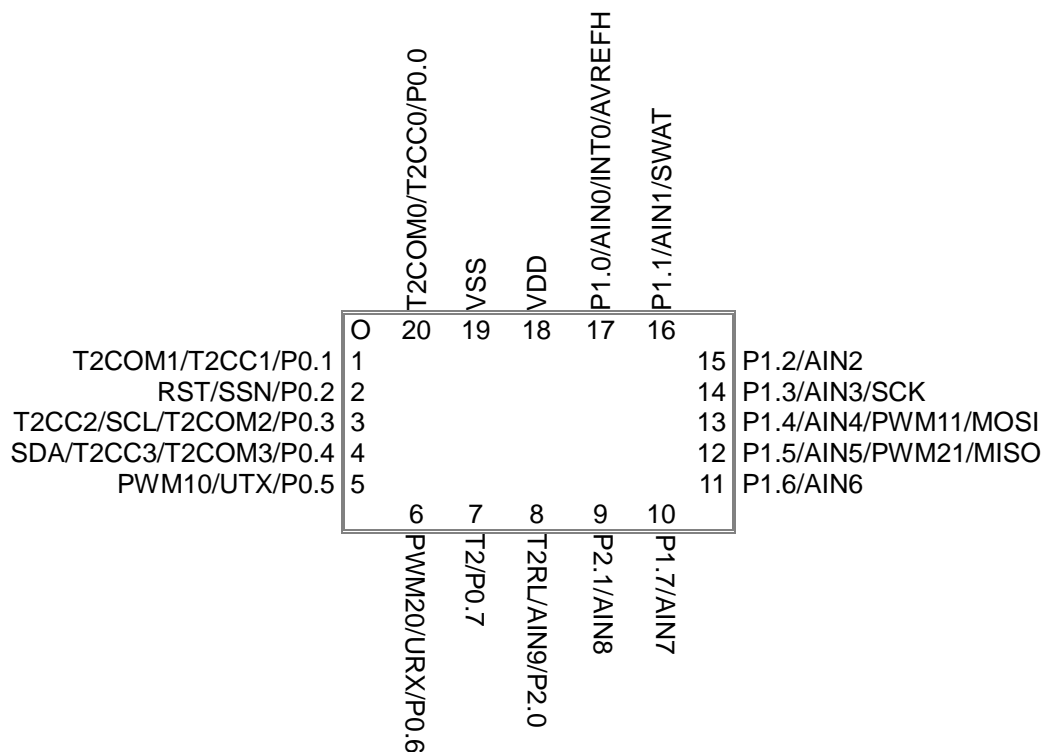 T2COM0/T2CC0/P0.0
VSS
VDD
P1.0/AIN0/INT0/AVREFH
P1.1/AIN1/SWAT
O 20 19 18 17 16
T2COM1/T2CC1/P0.1 1 15 P1.2/AIN2
RST/SSN/P0.2 2 14 P1.3/AIN3/SCK
T2CC2/SCL/T2COM2/P0.3 3 13 P1.4/AIN4/PWM11/MOSI
SDA/T2CC3/T2COM3/P0.4 4 12 P1.5/AIN5/PWM21/MISO
PWM10/UTX/P0.5 5 11 P1.6/AIN6
6 7 8 9 10
PWM20/URX/P0.6
T2/P0.7
T2RL/AIN9/P2.0
P2.1/AIN8
P1.7/AIN7